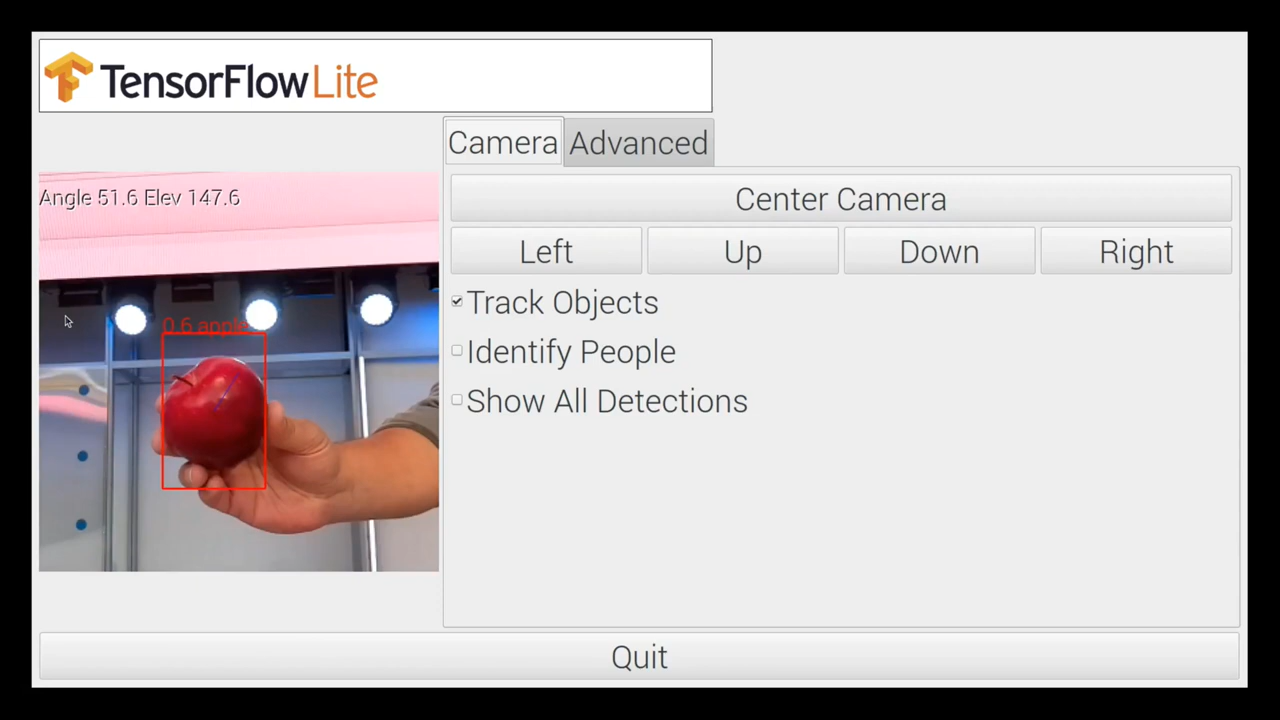 TensorFlow Lite
Camera
Advanced
Angle 51.6 Elev 147.6
Center Camera
Left
Up
Down
Right
Track Objects
0.6 apple
Identify People
Show All Detections
Quit